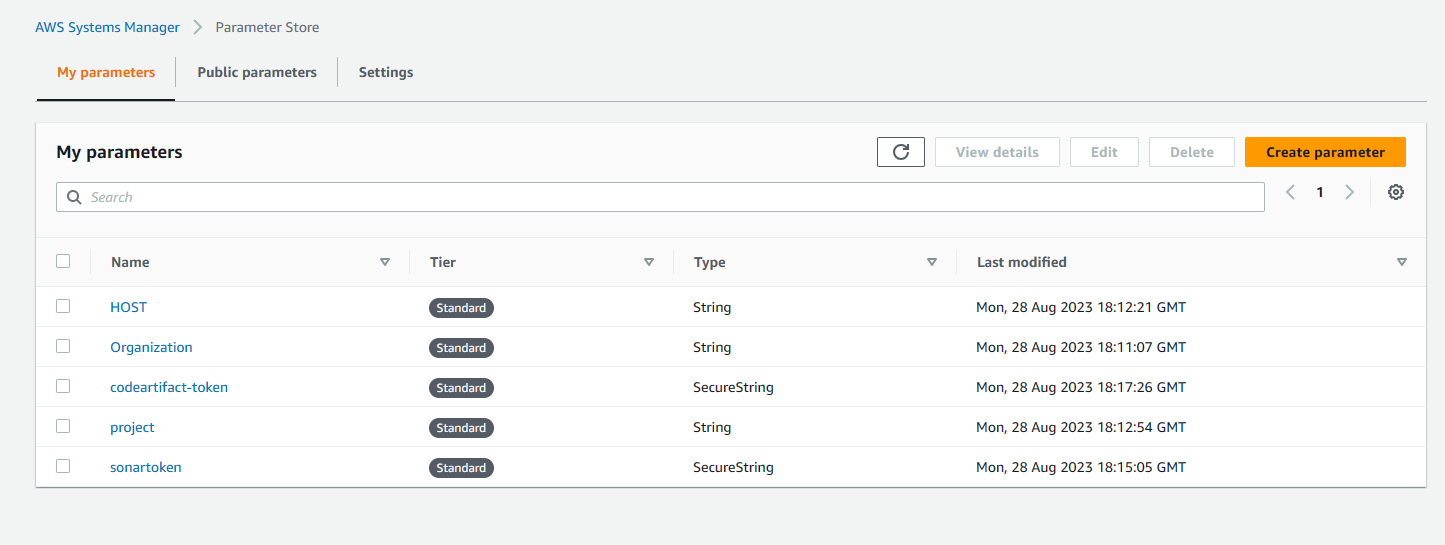 AWS Systems Manager > Parameter Store
My parameters Public parameters Settings
My parameters View details Edit Delete Create parameter
Search 1
Name Tier Type Last modified
HOST Standard String Mon, 28 Aug 2023 18:12:21 GMT
Organization Standard String Mon, 28 Aug 2023 18:11:07 GMT
codeartifact-token Standard SecureString Mon, 28 Aug 2023 18:17:26 GMT
project Standard String Mon, 28 Aug 2023 18:12:54 GMT
sonartoken Standard SecureString Mon, 28 Aug 2023 18:15:05 GMT